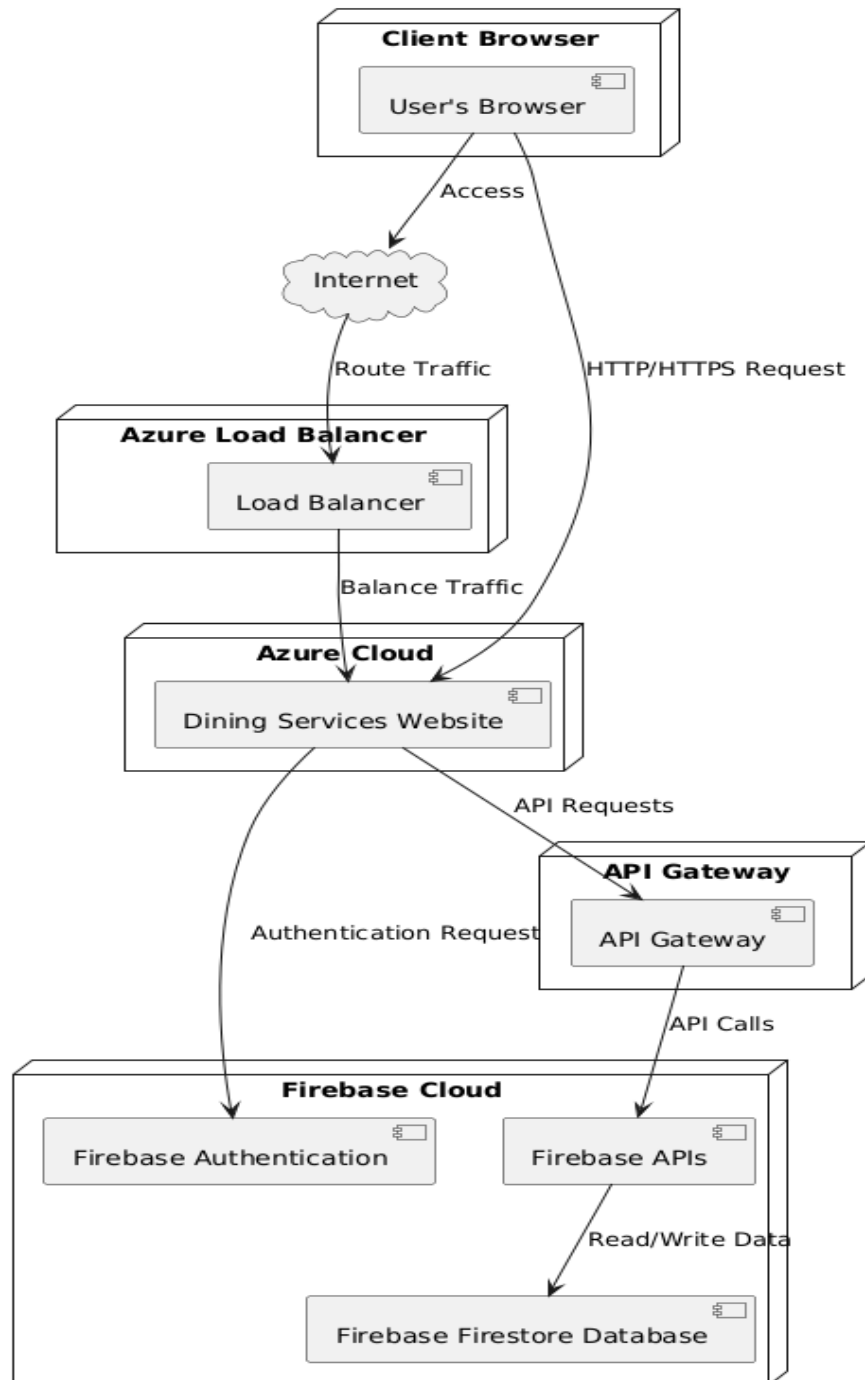 Client Browser
User's Browser
Access
Internet
Route Traffic
HTTP/HTTPS Request
Azure Load Balancer
Load Balancer
Balance Traffic
Azure Cloud
Dining Services Website
API Requests
API Gateway
API Gateway
Authentication Request
API Calls
Firebase Cloud
Firebase Authentication
Firebase APIs
Read/Write Data
Firebase Firestore Database